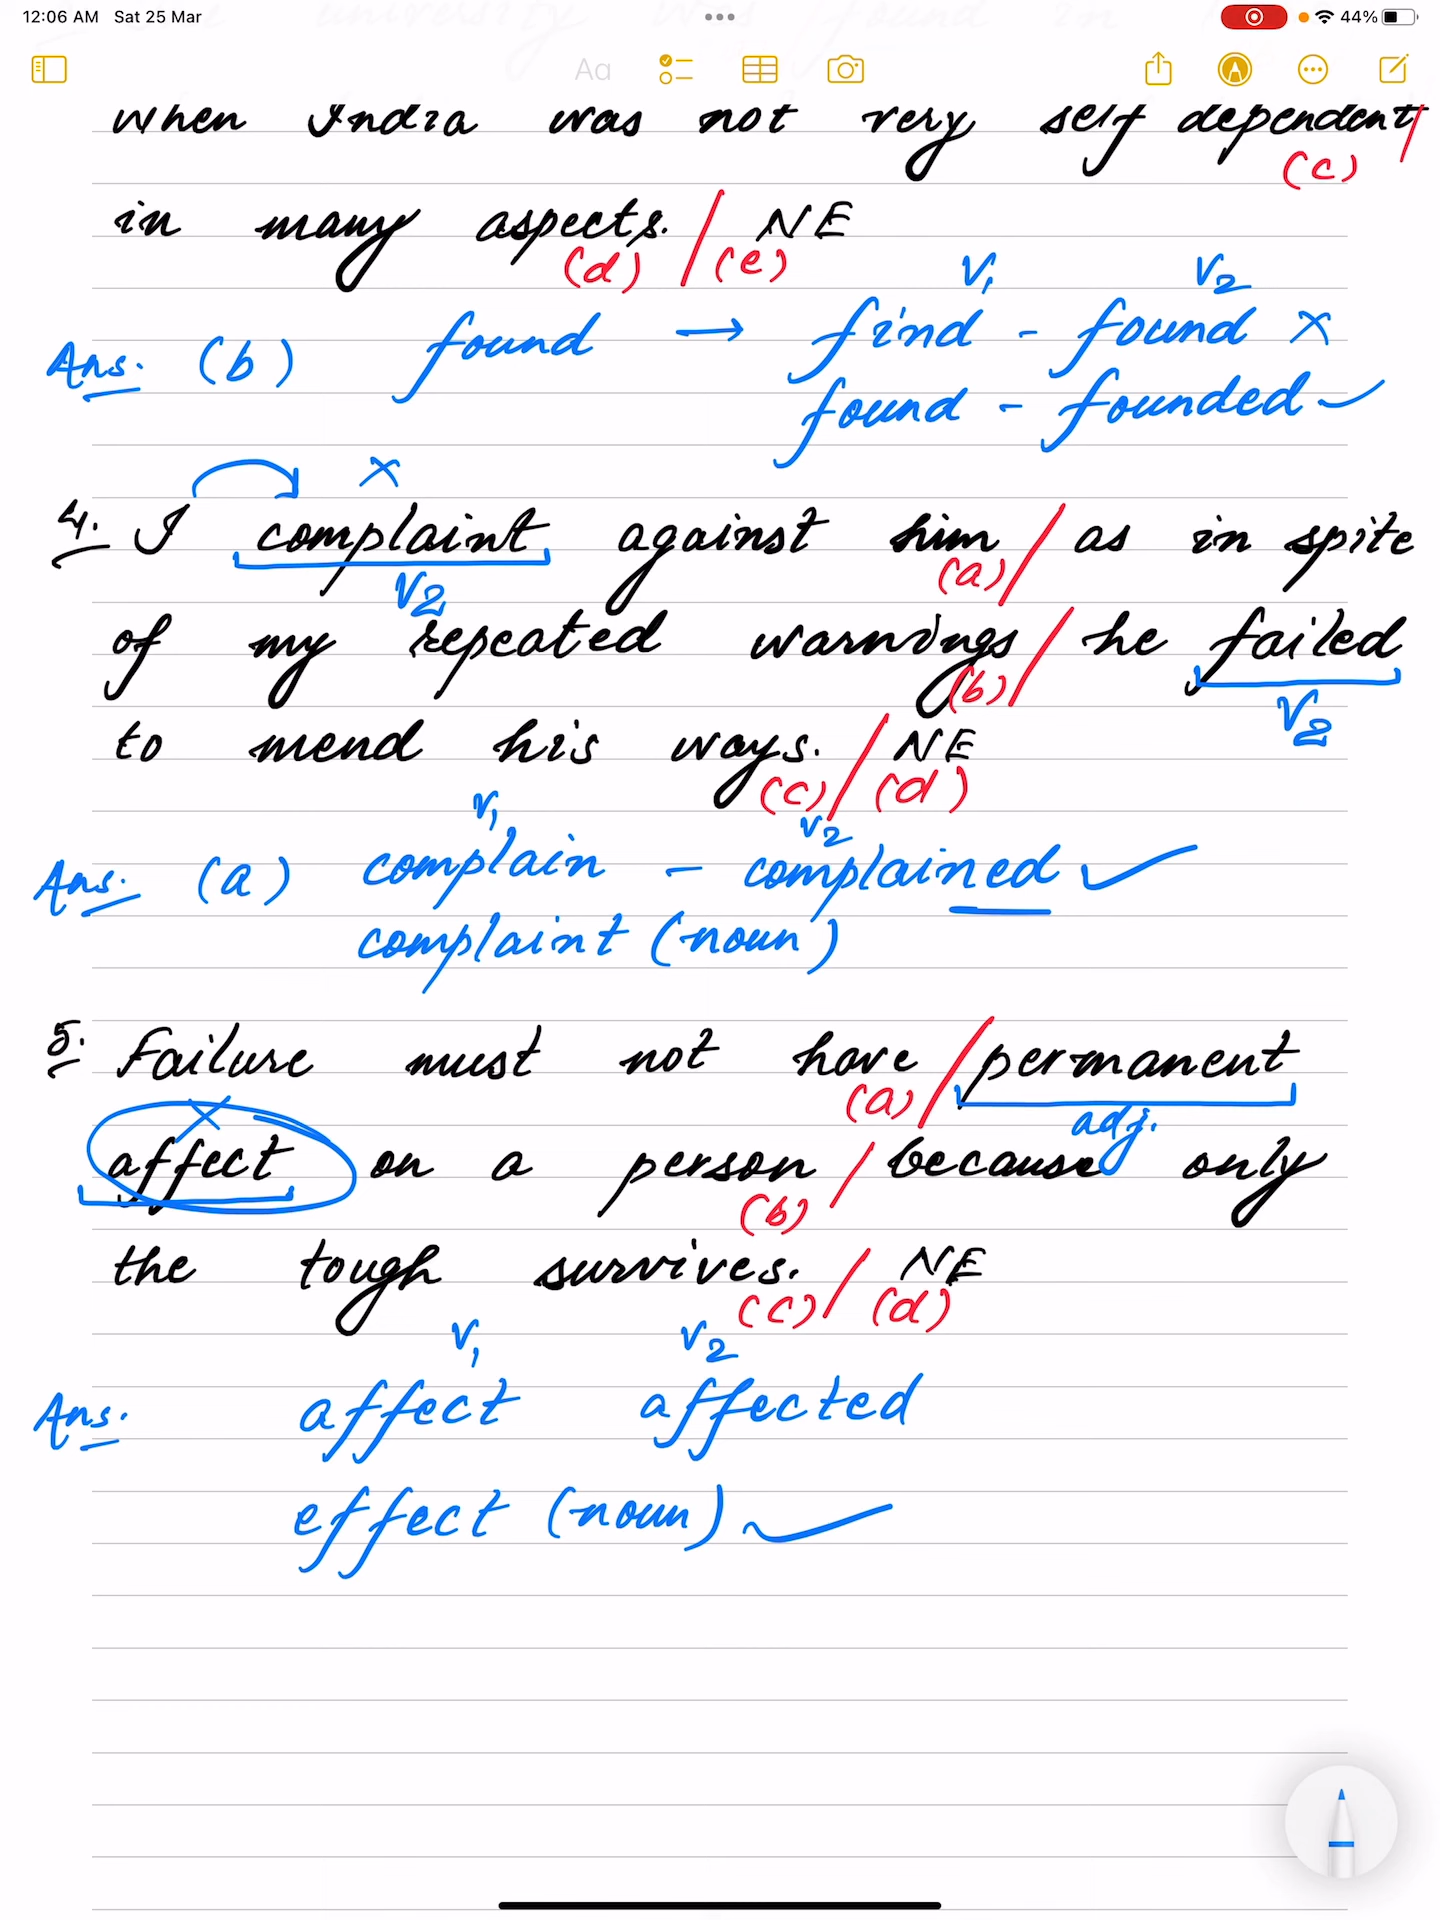 12:06 AM Sat 25 Mar 44%
Aa
when India was not very self dependent/
(c)
in many aspects. / NE
(d) (e)
V1 V2
found → find - found ×
Ans. (b)
found - founded ✓
×
4. I complaint against him / as in spite
(a)
V2
of my repeated warnings / he failed
(b)
V2
to mend his ways. / NE
(c) (d)
V1 V2
Ans. (a) complain - complained ✓
complaint (noun)
5. Failure must not have / permanent
(a)
× adj.
affect on a person / because only
(b)
the tough survives. / NE
(c) (d)
V1 V2
Ans. affect affected
effect (noun) ✓